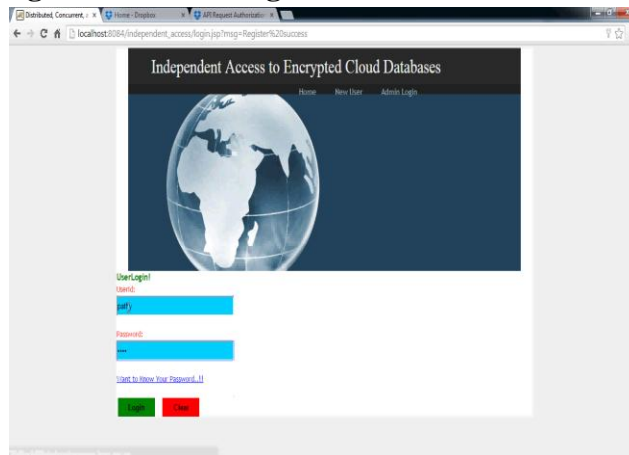 Distributed, Concurrent, a
Home - Dropbox
API Request Authorization
localhost:8084/independent_access/login.jsp?msg=Register%20success
Independent Access to Encrypted Cloud Databases
Home New User Admin Login
UserLogin!
UserId:
paffy
Password:
Want to Know Your Password..!!
Login Clear